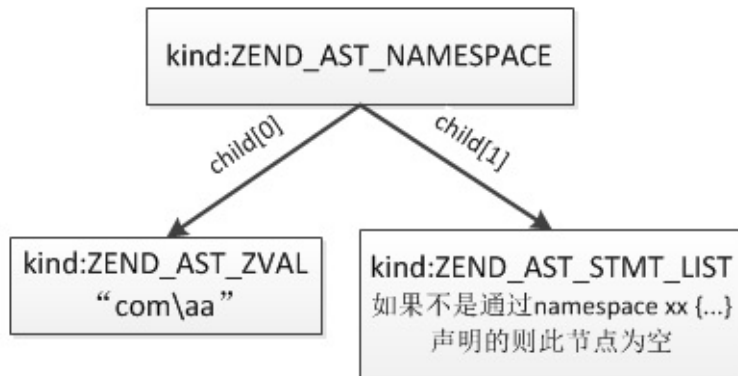 kind:ZEND_AST_NAMESPACE
child[0]
child[1]
kind:ZEND_AST_ZVAL
“com\aa”
kind:ZEND_AST_STMT_LIST
如果不是通过namespace xx {...}
声明的则此节点为空